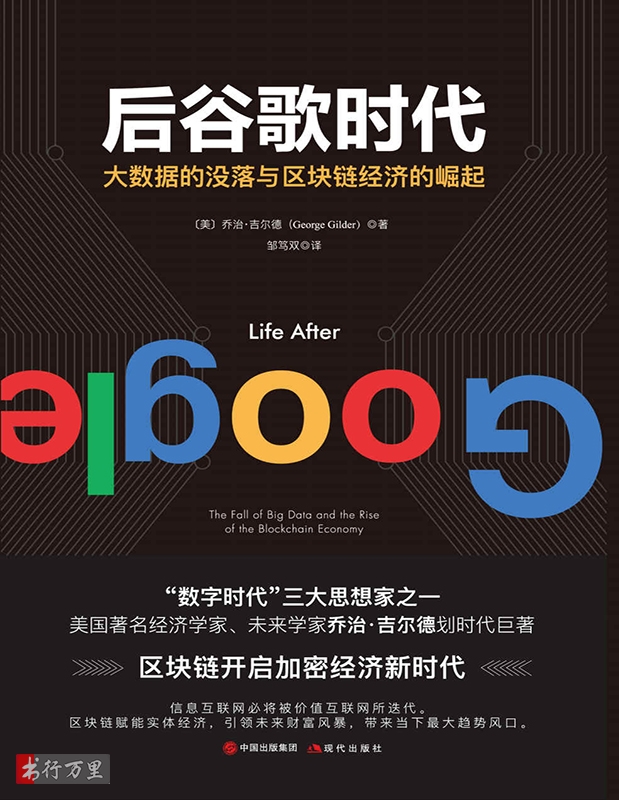 后谷歌时代
大数据的没落与区块链经济的崛起
〔美〕乔治·吉尔德（George Gilder）◎著
邹笃双◎译
Life After
Google
The Fall of Big Data and the Rise
of the Blockchain Economy
“数字时代”三大思想家之一
美国著名经济学家、未来学家乔治·吉尔德划时代巨著
区块链开启加密经济新时代
信息互联网必将被价值互联网所迭代。
区块链赋能实体经济，引领未来财富风暴，带来当下最大趋势风口。
中国出版集团 现代出版社
书行万里